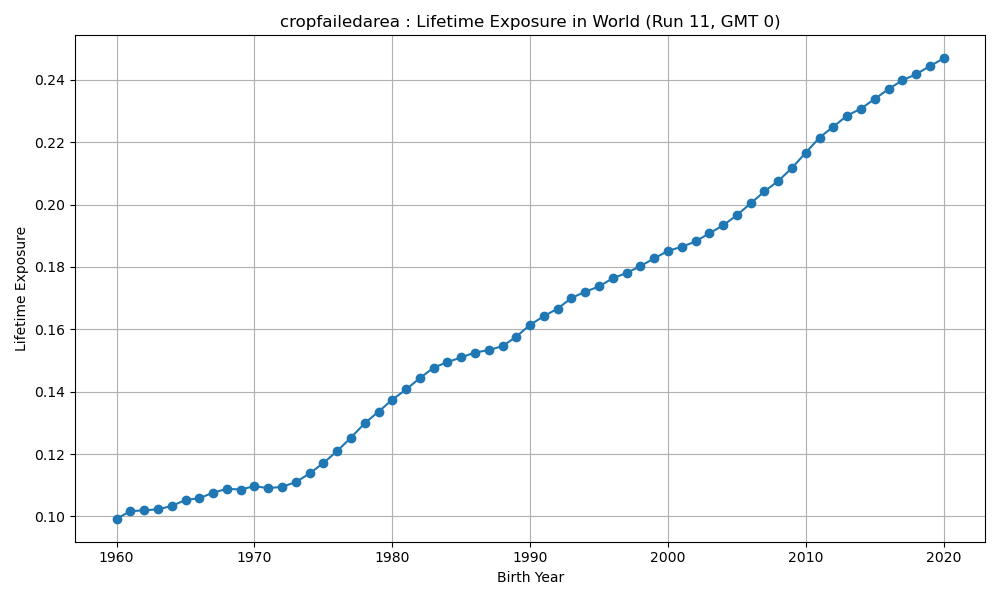 cropfailedarea : Lifetime Exposure in World (Run 11, GMT 0)
Lifetime Exposure
0.24
0.22
0.20
0.18
0.16
0.14
0.12
0.10
1960 1970 1980 1990 2000 2010 2020
Birth Year